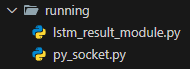 running
lstm_result_module.py
py_socket.py